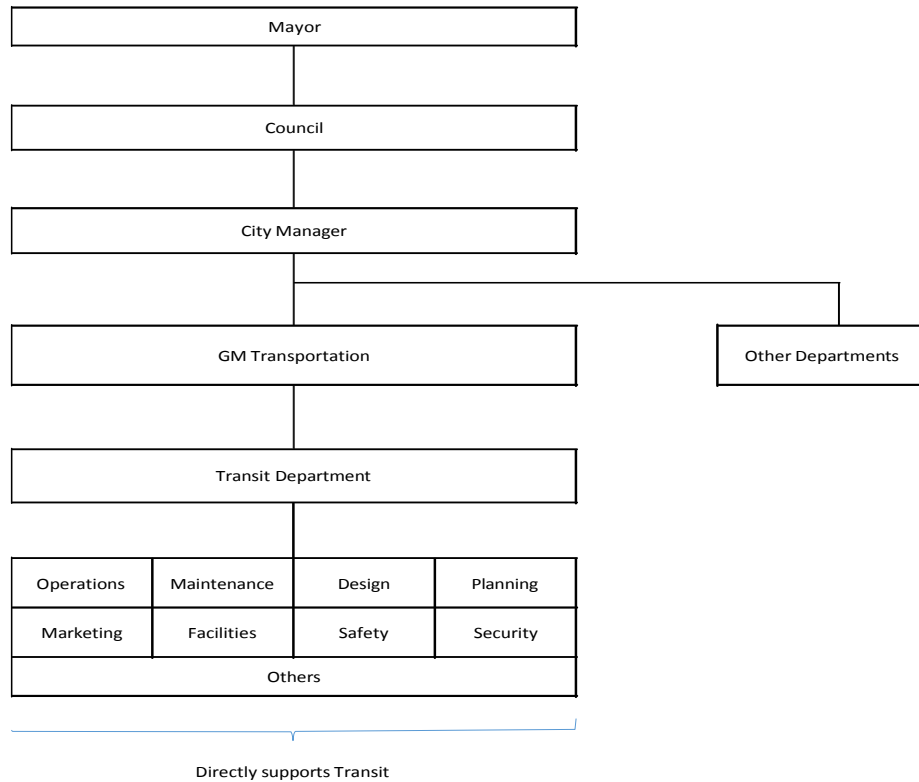 Mayor
Council
City Manager
GM Transportation
Other Departments
Transit Department
Operations
Maintenance
Design
Planning
Marketing
Facilities
Safety
Security
Others
Directly supports Transit